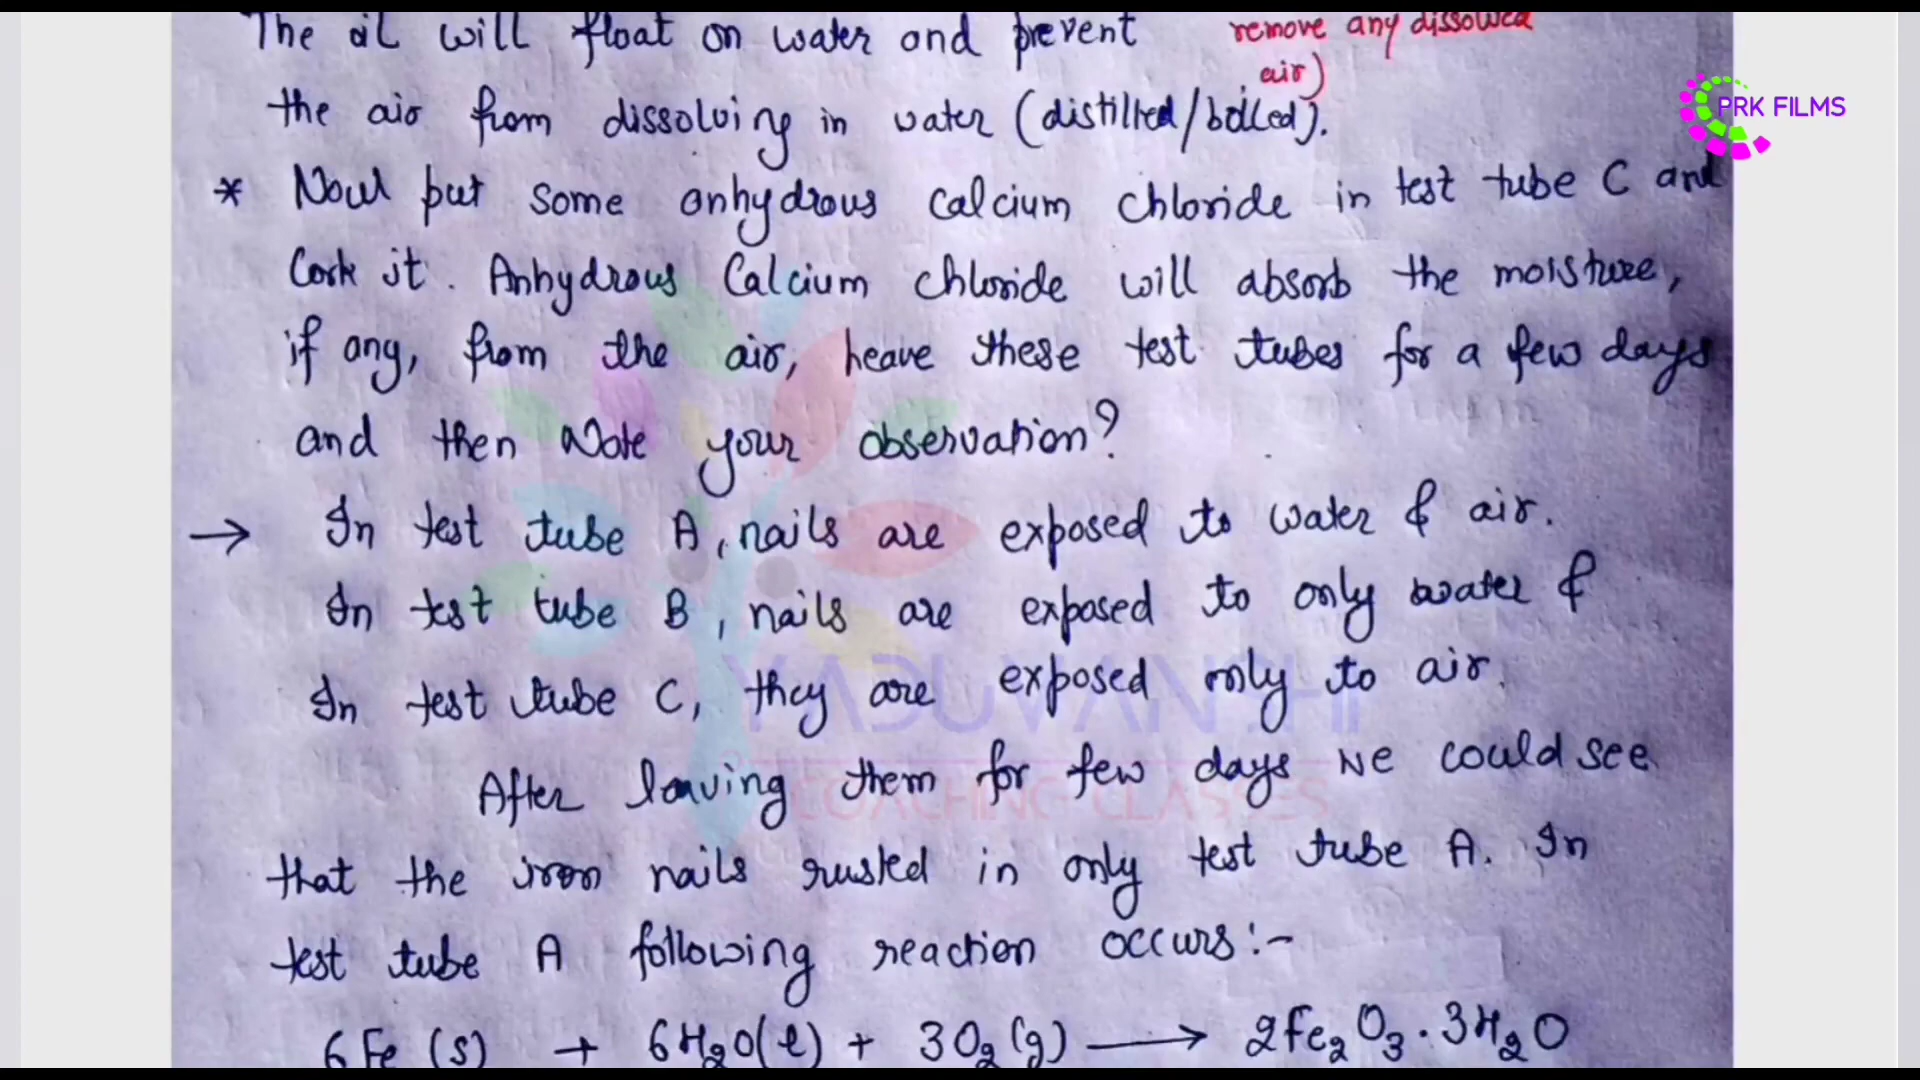 The oil will float on water and prevent
remove any dissolved
air)
the air from dissolving in water (distilled/boiled).
PRK FILMS
* Now put some anhydrous calcium chloride in test tube C and
Cork it. Anhydrous Calcium chloride will absorb the moisture,
if any, from the air, heave these test tubes for a few days
and then Note your observation?
→ In test tube A, nails are exposed to water & air.
In test tube B, nails are exposed to only water &
In test tube C, they are exposed only to air.
YADUVANSHI
COACHING CLASSES
After leaving them for few days we could see
that the iron nails rusted in only test tube A. In
test tube A following reaction occurs:-
6Fe (s) + 6H₂O(l) + 3O₂(g) ⟶ 2Fe₂O₃.3H₂O